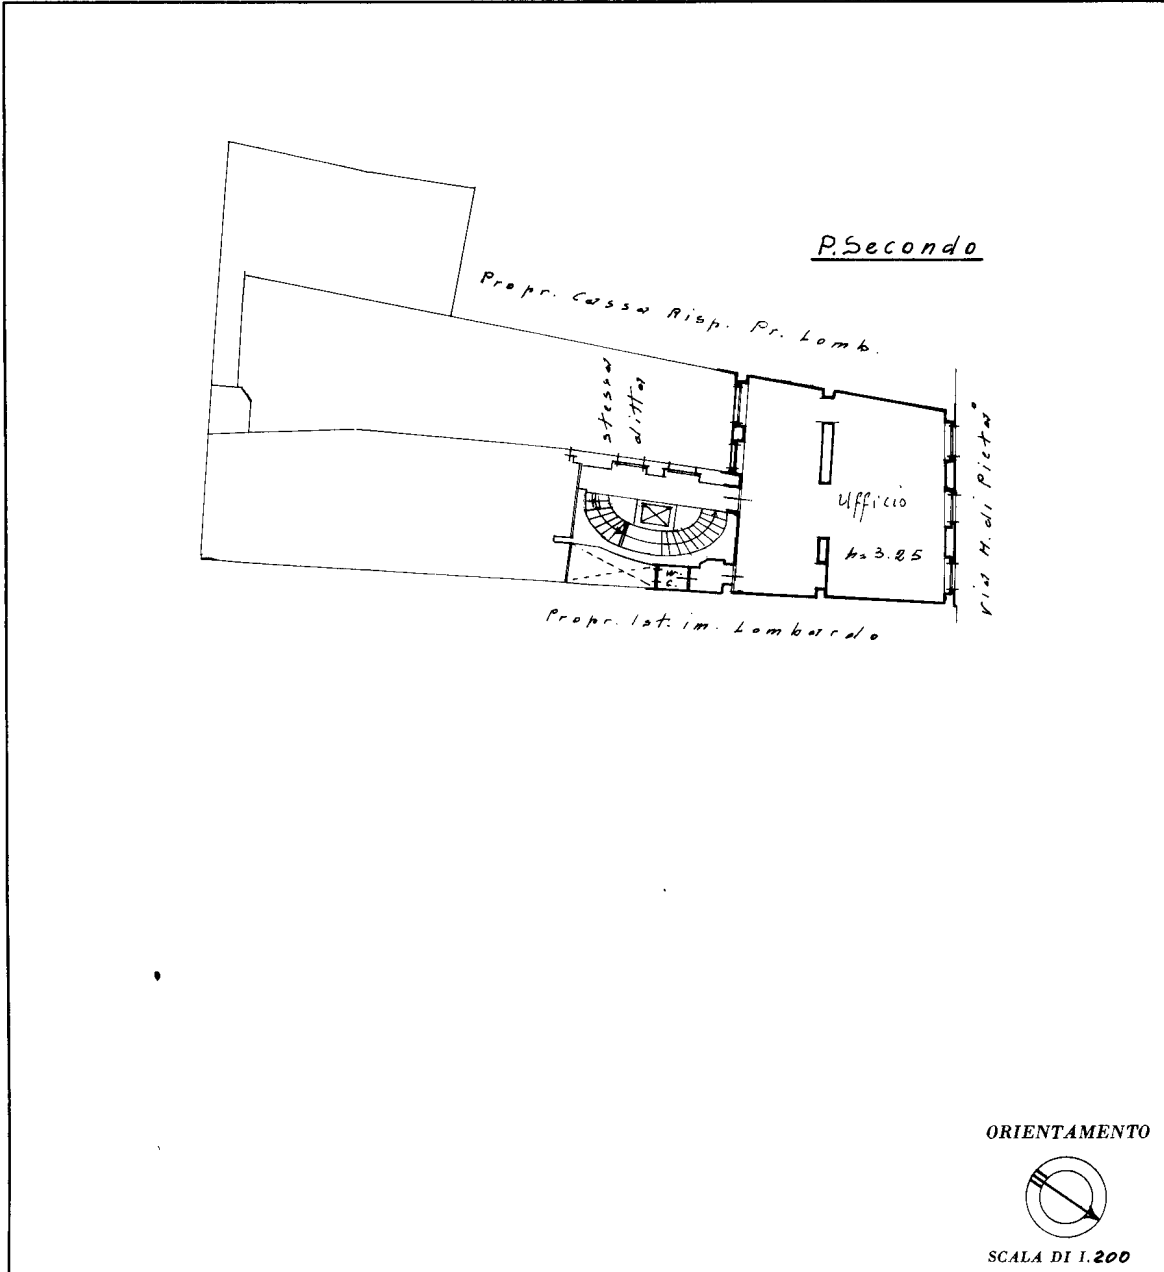 P. Secondo
Propr. Cassa Risp. Pr. Lomb.
stessa
ditta
Via M. di Pietà
Ufficio
h= 3.25
W.
C.
Propr. Ist. im. Lombardo
ORIENTAMENTO
SCALA DI 1.200